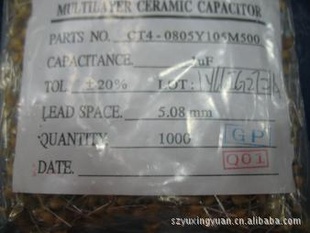 MULTILAYER CERAMIC CAPACITOR
PARTS NO. CT4-0805Y105M500
CAPACITANCE. uF
TOL ±20% LOT:
LEAD SPACE. 5.08 mm
QUANTITY. 1000
GP
DATE. Q01
szyuxingyuan.cn.alibaba.com